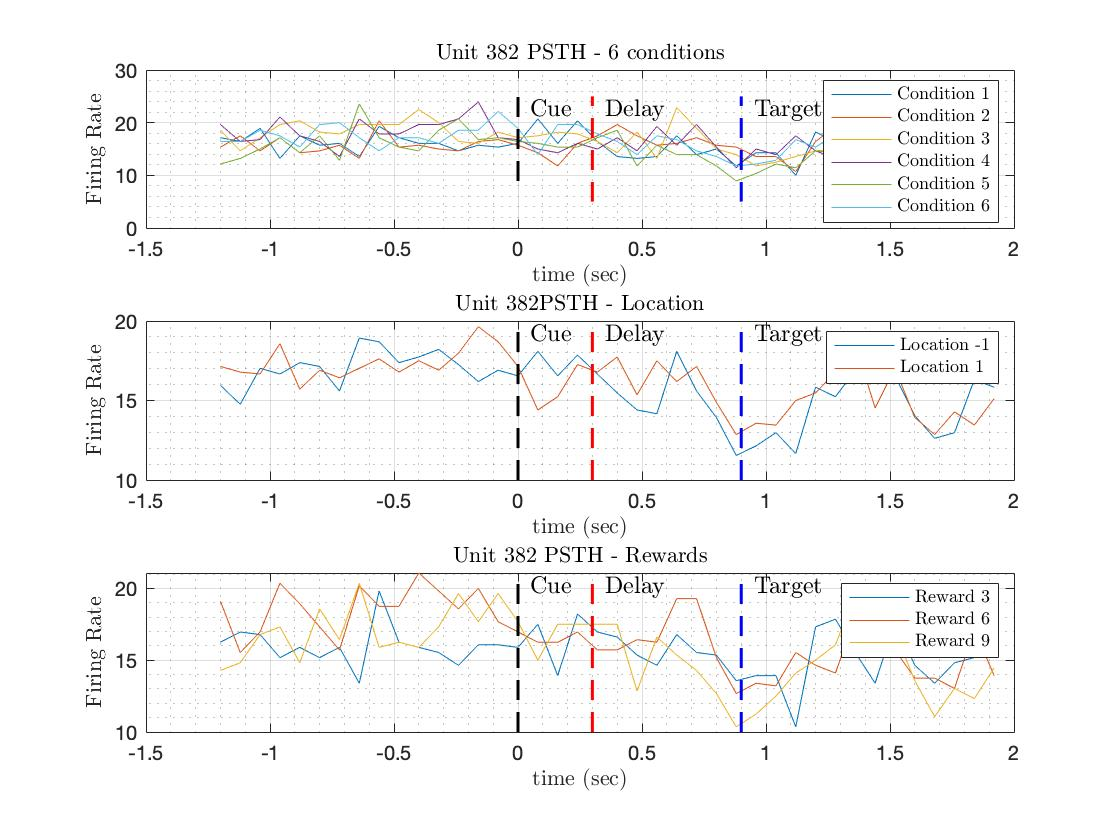 Unit 382 PSTH - 6 conditions
30
20
10
0
Firing Rate
Cue
Delay
Target
Condition 1
Condition 2
Condition 3
Condition 4
Condition 5
Condition 6
-1.5 -1 -0.5 0 0.5 1 1.5 2
time (sec)
Unit 382PSTH - Location
20
15
10
Firing Rate
Cue
Delay
Target
Location -1
Location 1
-1.5 -1 -0.5 0 0.5 1 1.5 2
time (sec)
Unit 382 PSTH - Rewards
20
15
10
Firing Rate
Cue
Delay
Target
Reward 3
Reward 6
Reward 9
-1.5 -1 -0.5 0 0.5 1 1.5 2
time (sec)